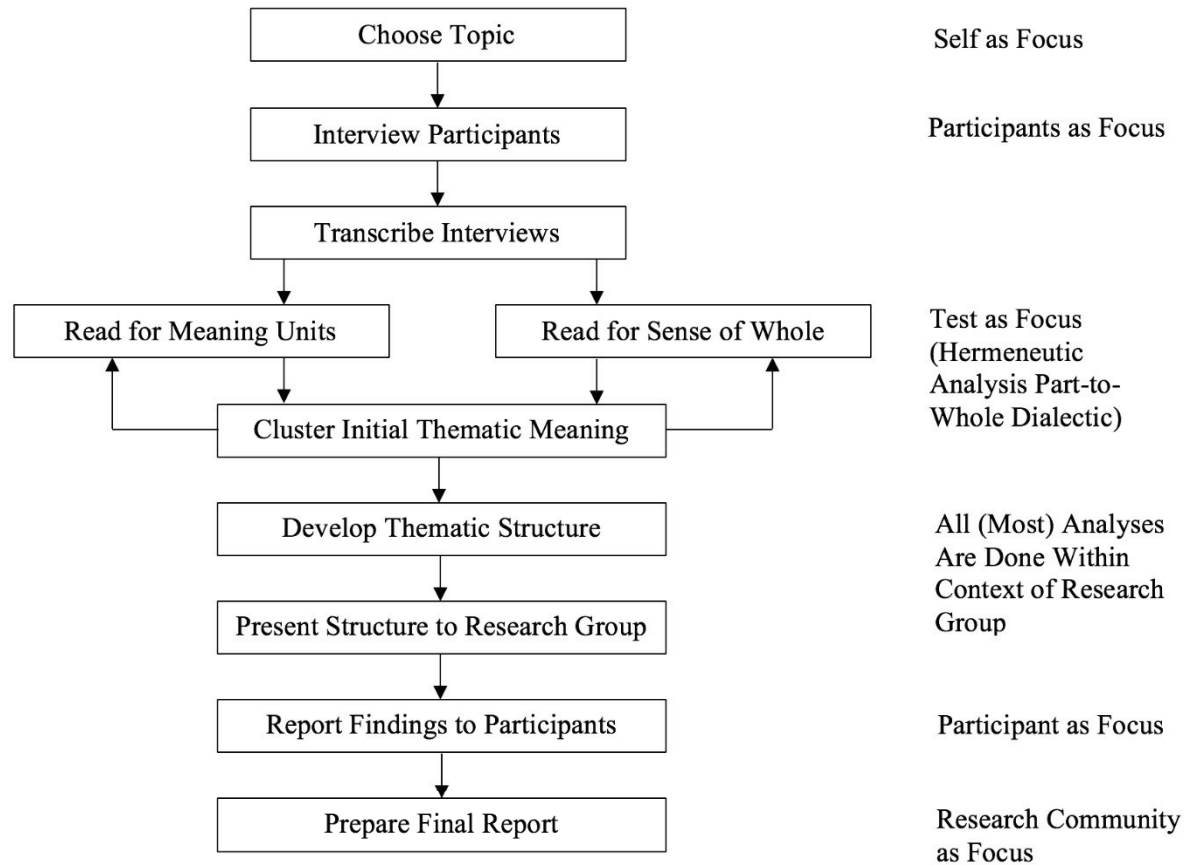 Choose Topic
Self as Focus
Interview Participants
Participants as Focus
Transcribe Interviews
Read for Meaning Units
Read for Sense of Whole
Test as Focus
(Hermeneutic
Analysis Part-to-
Whole Dialectic)
Cluster Initial Thematic Meaning
Develop Thematic Structure
All (Most) Analyses
Are Done Within
Context of Research
Group
Present Structure to Research Group
Report Findings to Participants
Participant as Focus
Prepare Final Report
Research Community
as Focus